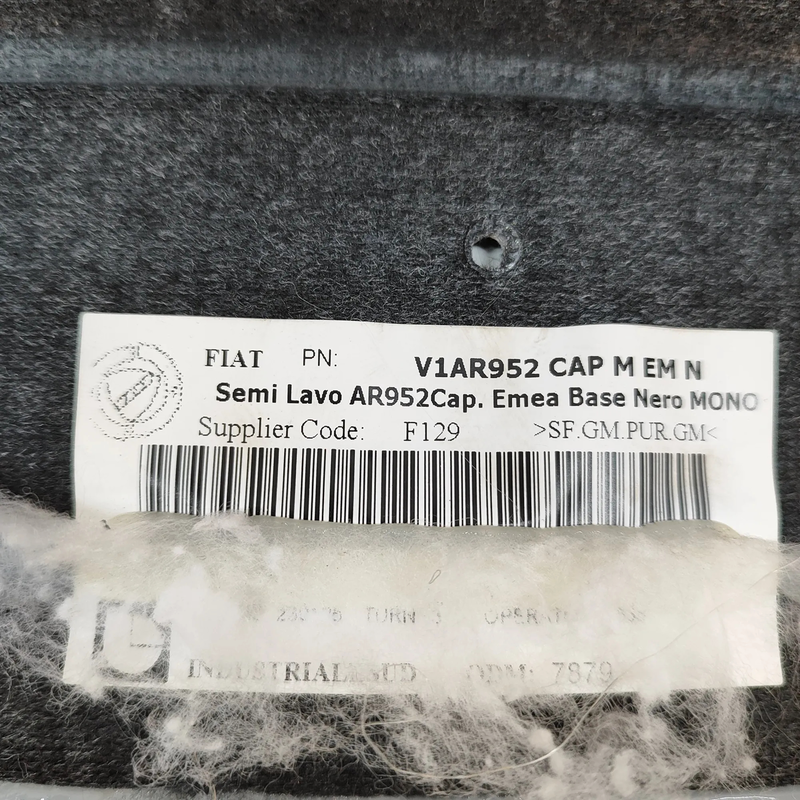 FIAT PN: V1AR952 CAP M EM N
Semi Lavo AR952Cap. Emea Base Nero MONO
Supplier Code: F129 >SF.GM.PUR.GM<
TURN
INDUSTRIALESUD ODM: 7879